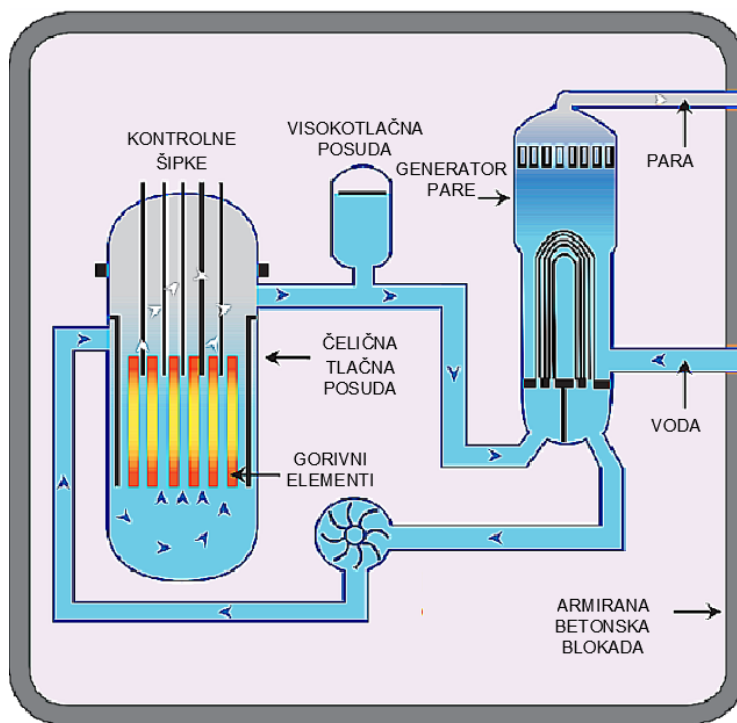 KONTROLNE
ŠIPKE
VISOKOTLAČNA
POSUDA
GENERATOR
PARE
PARA
ČELIČNA
TLAČNA
POSUDA
VODA
GORIVNI
ELEMENTI
ARMIRANA
BETONSKA
BLOKADA